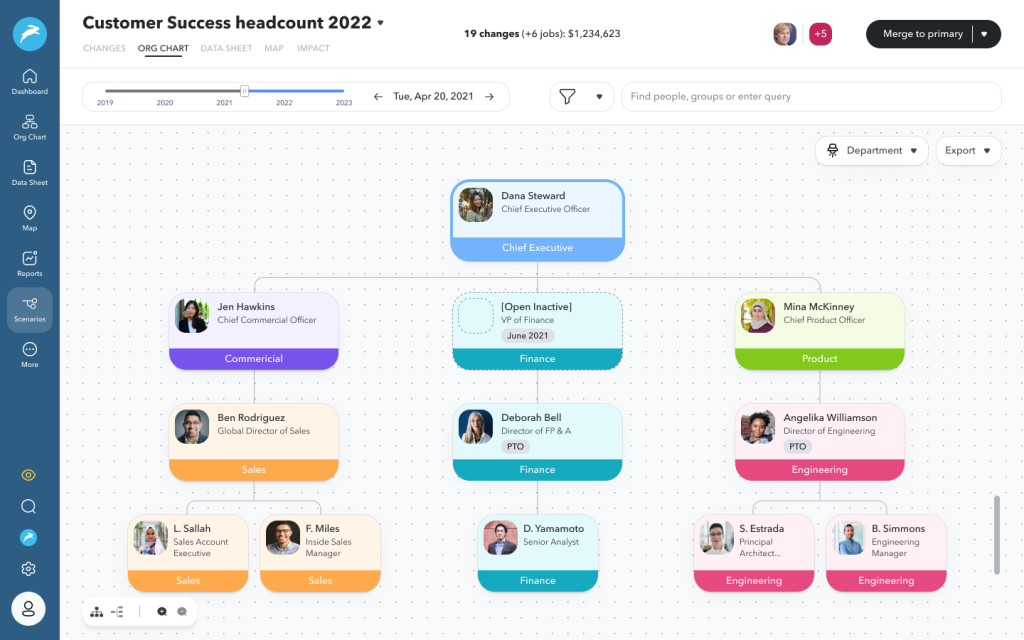 Customer Success headcount 2022
19 changes (+6 jobs): $1,234,623
+5
Merge to primary
CHANGES ORG CHART DATA SHEET MAP IMPACT
Dashboard
Org Chart
Data Sheet
Map
Reports
Scenarios
More
2019 2020 2021 2022 2023
Tue, Apr 20, 2021
Find people, groups or enter query
Department
Export
Dana Steward
Chief Executive Officer
Chief Executive
Jen Hawkins
Chief Commercial Officer
Commericial
[Open Inactive]
VP of Finance
June 2021
Finance
Mina McKinney
Chief Product Officer
Product
Ben Rodriguez
Global Director of Sales
Sales
Deborah Bell
Director of FP & A
PTO
Finance
Angelika Williamson
Director of Engineering
PTO
Engineering
L. Sallah
Sales Account
Executive
Sales
F. Miles
Inside Sales
Manager
Sales
D. Yamamoto
Senior Analyst
Finance
S. Estrada
Principal
Architect...
Engineering
B. Simmons
Engineering
Manager
Engineering